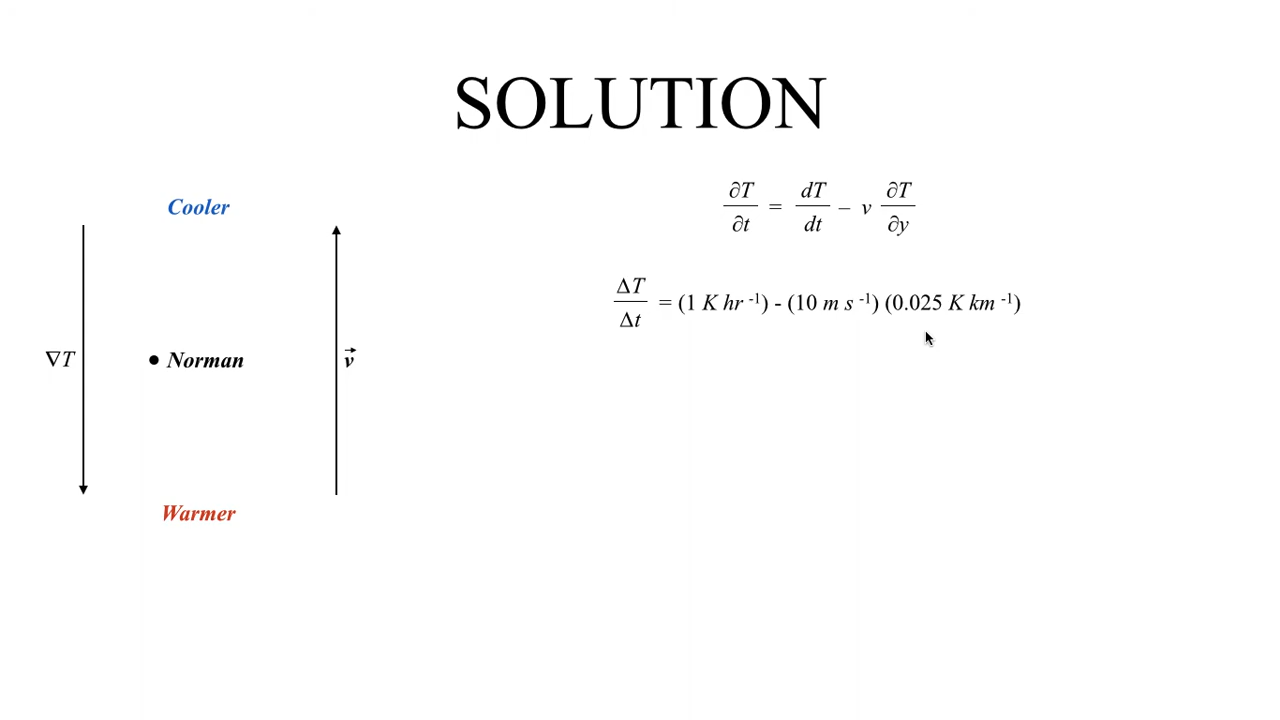 SOLUTION
Cooler
∇T
• Norman
v⃗
Warmer
∂T/∂t = dT/dt – v ∂T/∂y
ΔT/Δt = (1 K hr ⁻¹) - (10 m s ⁻¹) (0.025 K km ⁻¹)